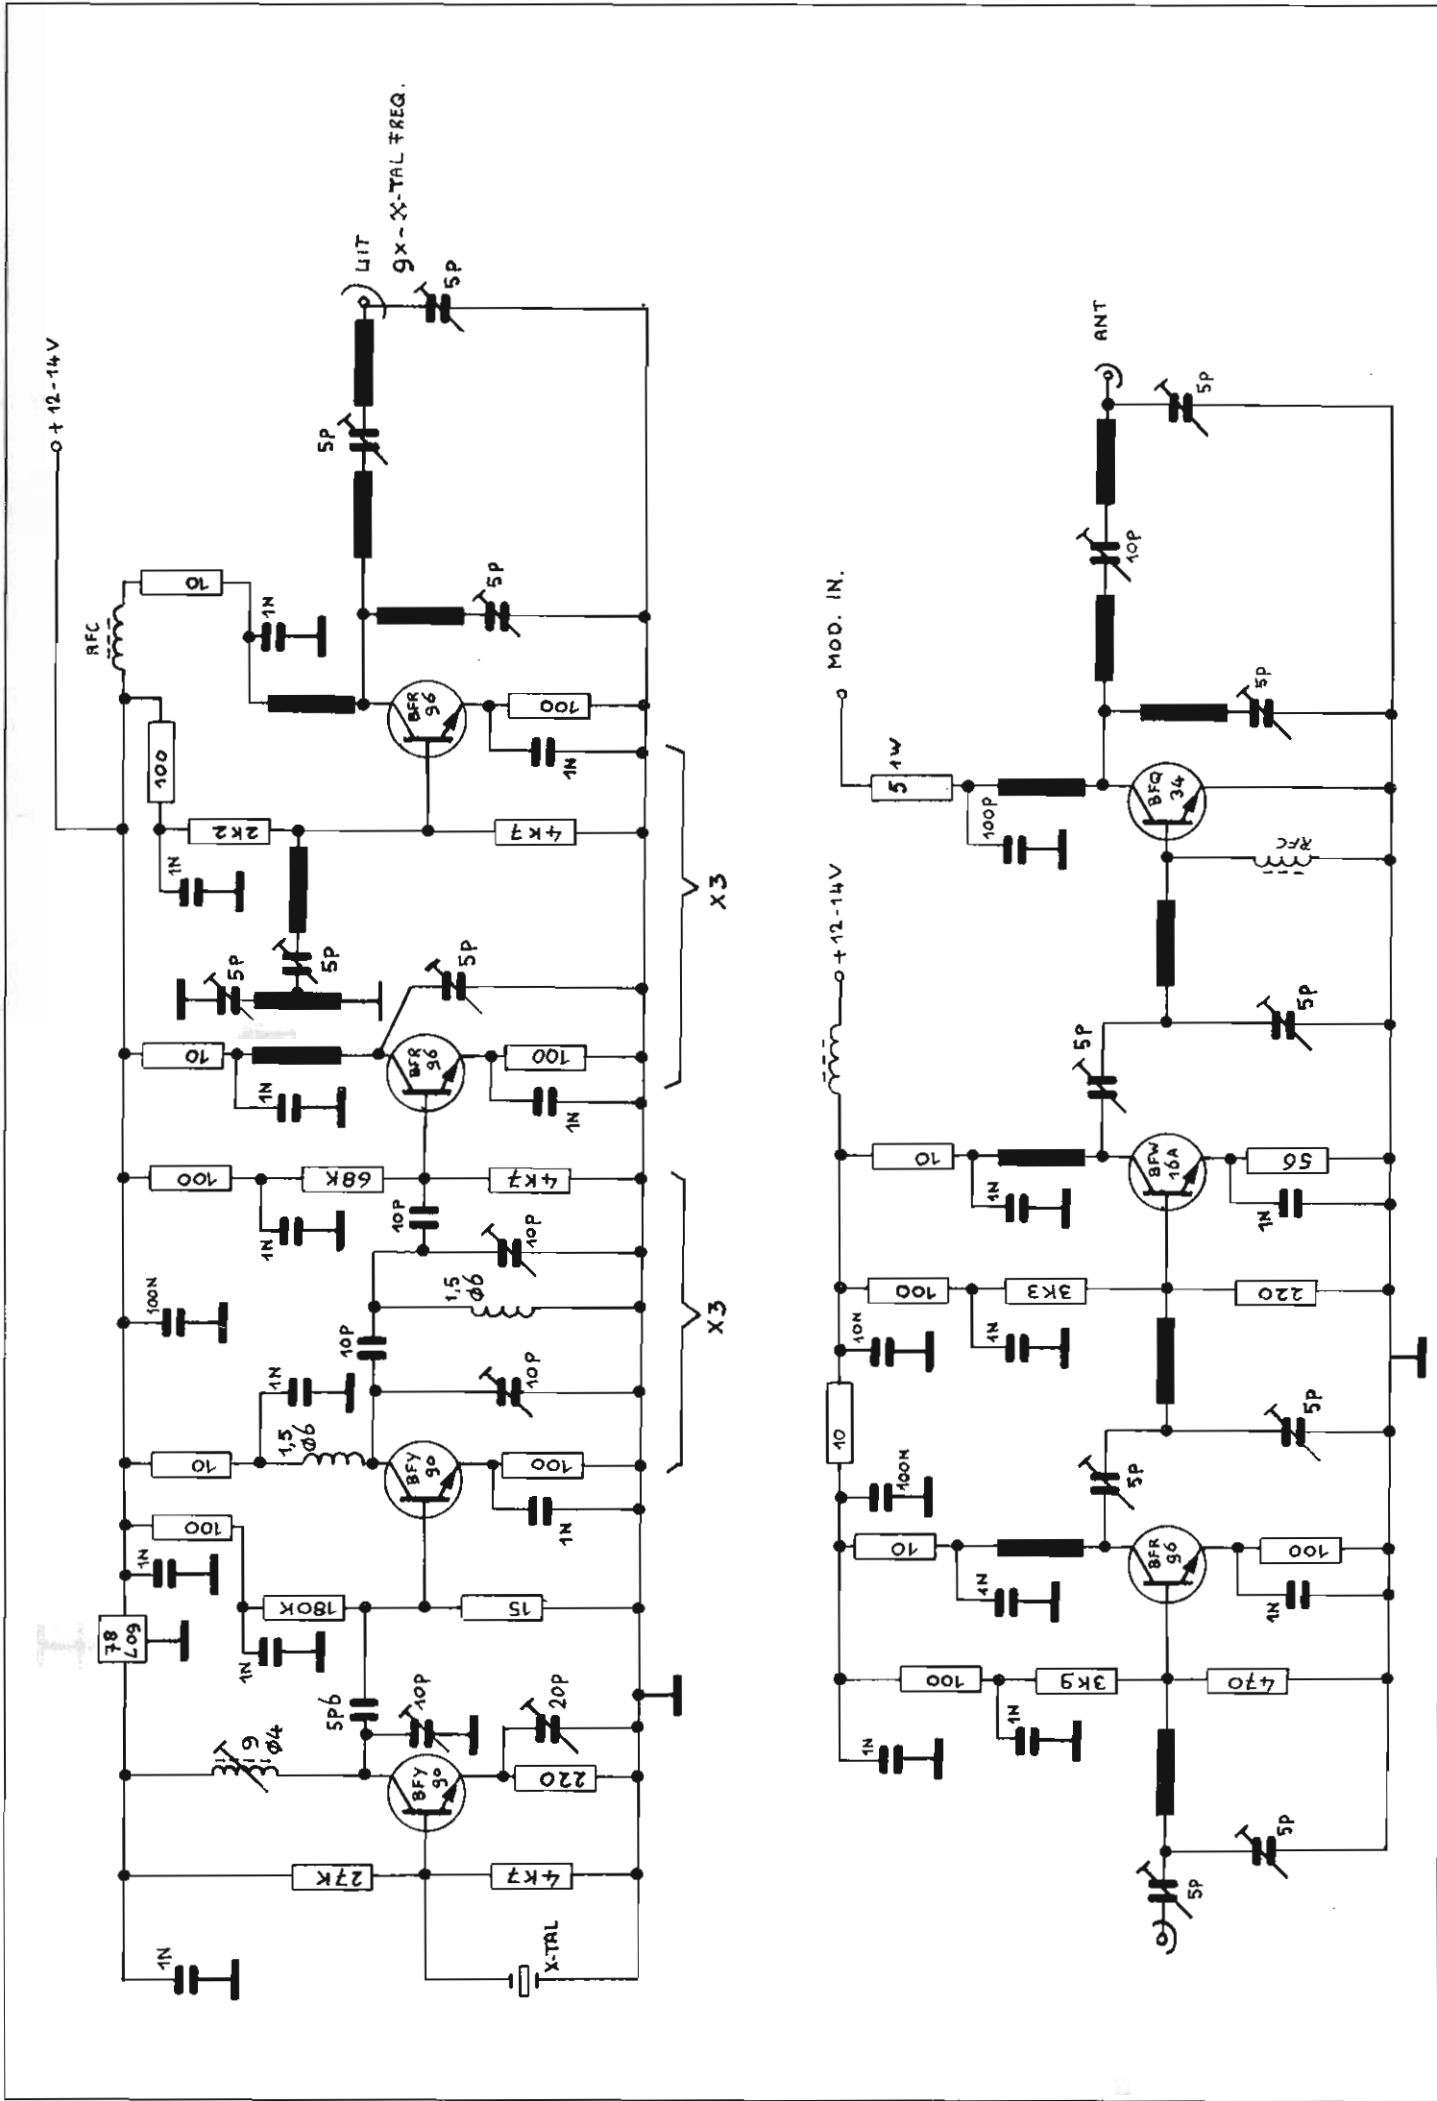 + 12-14V
RFC
10
1N
100
2K2
1N
5P
5P
10
1N
BFR
96
100
1N
4K7
5P
BFR
96
100
1N
5P
5P
5P
UIT
9x - X-TAL FREQ.
X3
100
68K
1N
4K7
10P
10P
1,5
Ø6
10P
10P
100N
10
1N
1,5
Ø6
BFY
90
100
1N
X3
100
1N
180K
1N
15
78
L09
5P6
10P
20P
9
Ø4
BFY
90
220
27K
4K7
1N
X-TAL
MOD. IN.
5
1W
100P
BFQ
34
RFC
5P
10P
5P
ANT
+ 12-14V
10
1N
BFW
16A
56
1N
5P
5P
100
10N
1N
3K3
220
10
100N
10
1N
BFR
96
100
1N
5P
5P
100
1N
3K9
470
1N
5P
5P